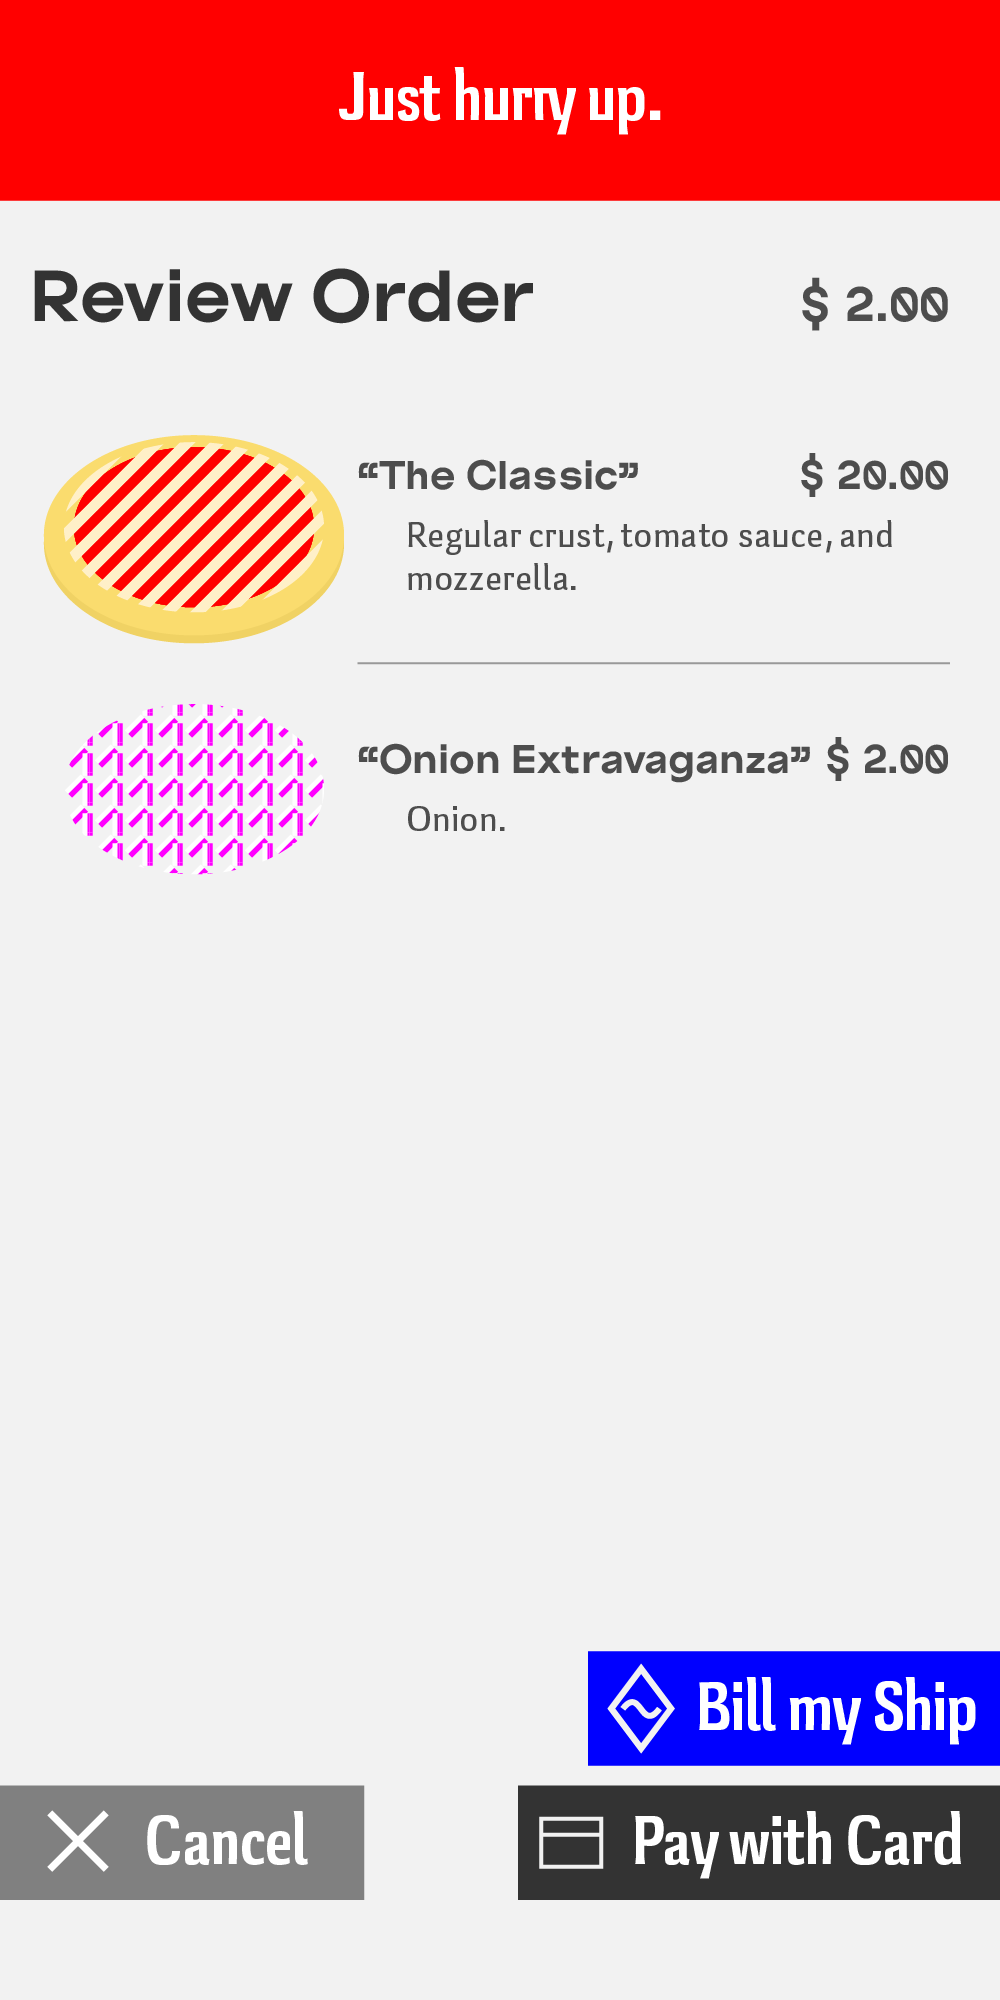 Just hurry up.
Review Order
$ 2.00
“The Classic”
$ 20.00
Regular crust, tomato sauce, and
mozzerella.
“Onion Extravaganza”
$ 2.00
Onion.
Bill my Ship
Cancel
Pay with Card